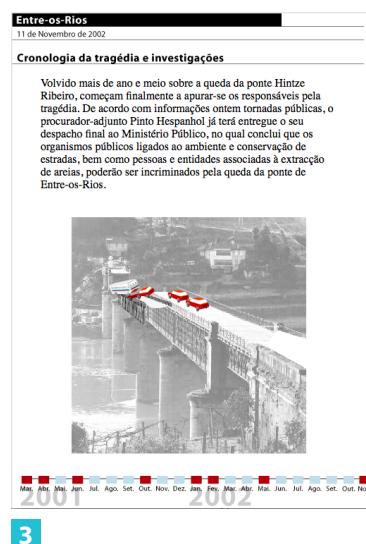 Entre-os-Rios
11 de Novembro de 2002
Cronologia da tragédia e investigações
Volvido mais de ano e meio sobre a queda da ponte Hintze
Ribeiro, começam finalmente a apurar-se os responsáveis pela
tragédia. De acordo com informações ontem tornadas públicas, o
procurador-adjunto Pinto Hespanhol já terá entregue o seu
despacho final ao Ministério Público, no qual conclui que os
organismos públicos ligados ao ambiente e conservação de
estradas, bem como pessoas e entidades associadas à extracção
de areias, poderão ser incriminados pela queda da ponte de
Entre-os-Rios.
Mar. Abr. Mai. Jun. Jul. Ago. Set. Out. Nov. Dez. Jan. Fev. Mar. Abr. Mai. Jun. Jul. Ago. Set. Out. No
2001 2002
3